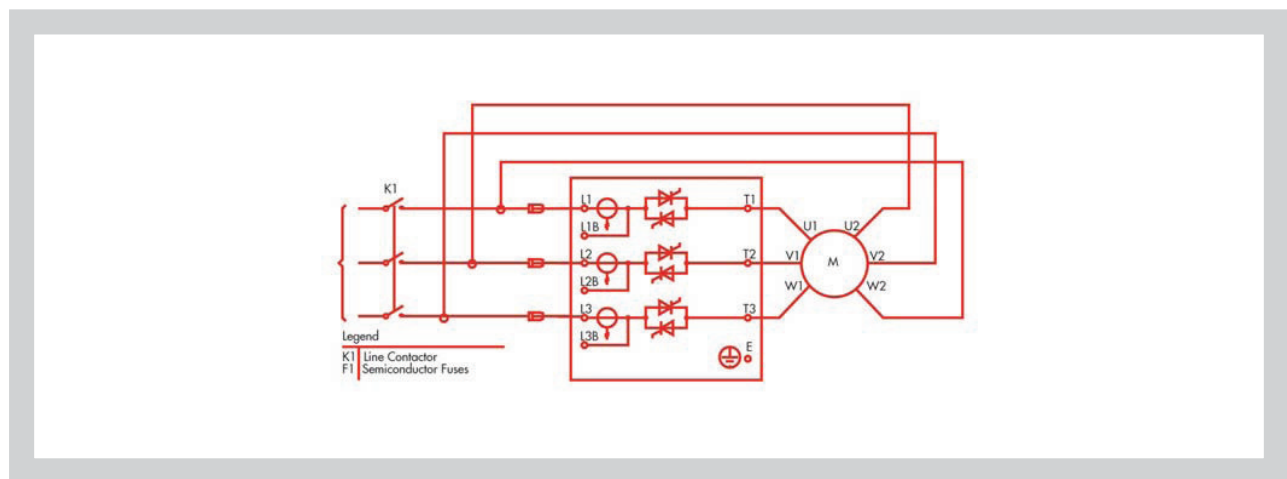 K1
L1
T1
U1
U2
L1B
L2
T2
V1
M
V2
L2B
W1
W2
L3
T3
Legend
L3B
E
K1 Line Contactor
F1 Semiconductor Fuses